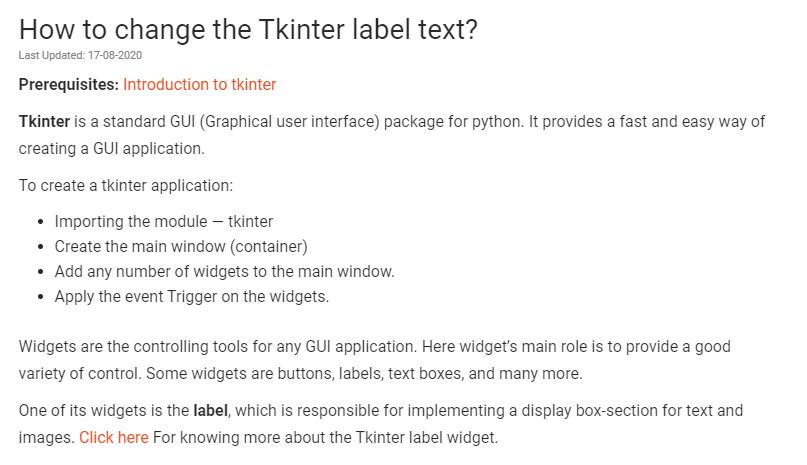 How to change the Tkinter label text?
Last Updated: 17-08-2020
Prerequisites: Introduction to tkinter
Tkinter is a standard GUI (Graphical user interface) package for python. It provides a fast and easy way of
creating a GUI application.
To create a tkinter application:
• Importing the module — tkinter
• Create the main window (container)
• Add any number of widgets to the main window.
• Apply the event Trigger on the widgets.
Widgets are the controlling tools for any GUI application. Here widget’s main role is to provide a good
variety of control. Some widgets are buttons, labels, text boxes, and many more.
One of its widgets is the label, which is responsible for implementing a display box-section for text and
images. Click here For knowing more about the Tkinter label widget.